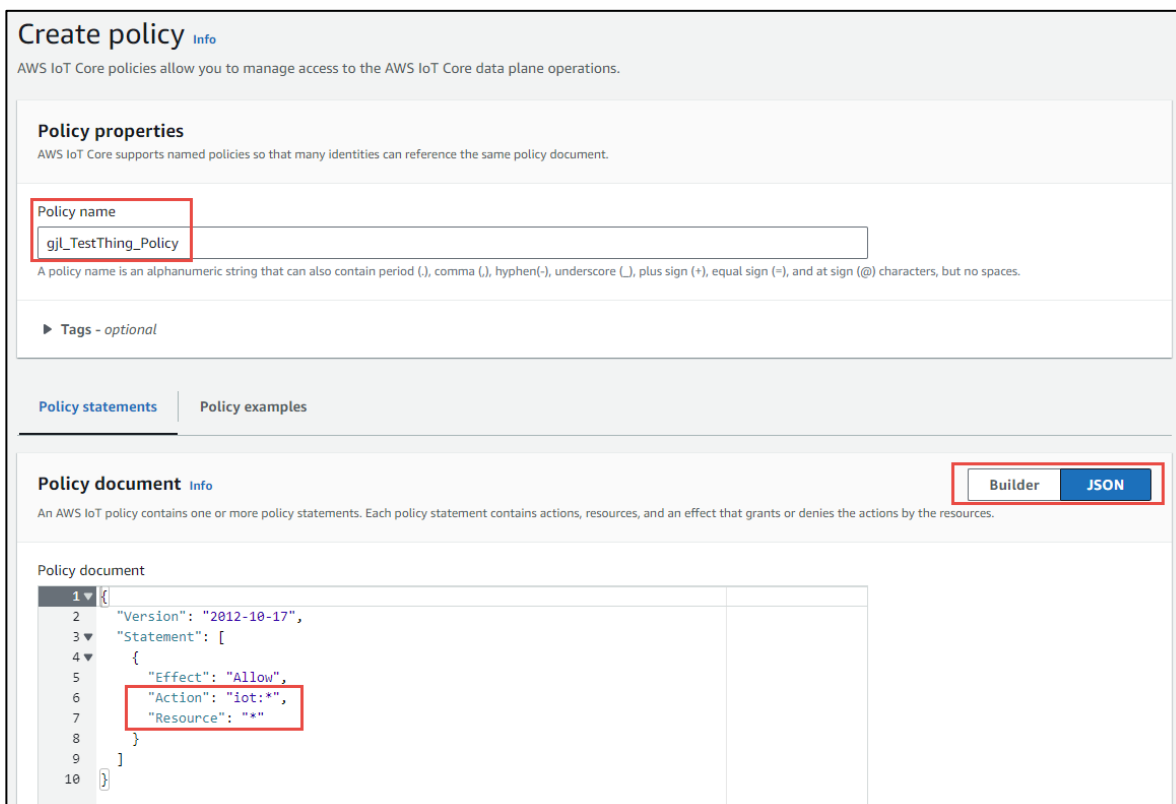 Create policy Info
AWS IoT Core policies allow you to manage access to the AWS IoT Core data plane operations.
Policy properties
AWS IoT Core supports named policies so that many identities can reference the same policy document.
Policy name
gjl_TestThing_Policy
A policy name is an alphanumeric string that can also contain period (.), comma (,), hyphen(-), underscore (_), plus sign (+), equal sign (=), and at sign (@) characters, but no spaces.
Tags - optional
Policy statements Policy examples
Policy document Info Builder JSON
An AWS IoT policy contains one or more policy statements. Each policy statement contains actions, resources, and an effect that grants or denies the actions by the resources.
Policy document
1 {
2 "Version": "2012-10-17",
3 "Statement": [
4 {
5 "Effect": "Allow",
6 "Action": "iot:*",
7 "Resource": "*"
8 }
9 ]
10 }